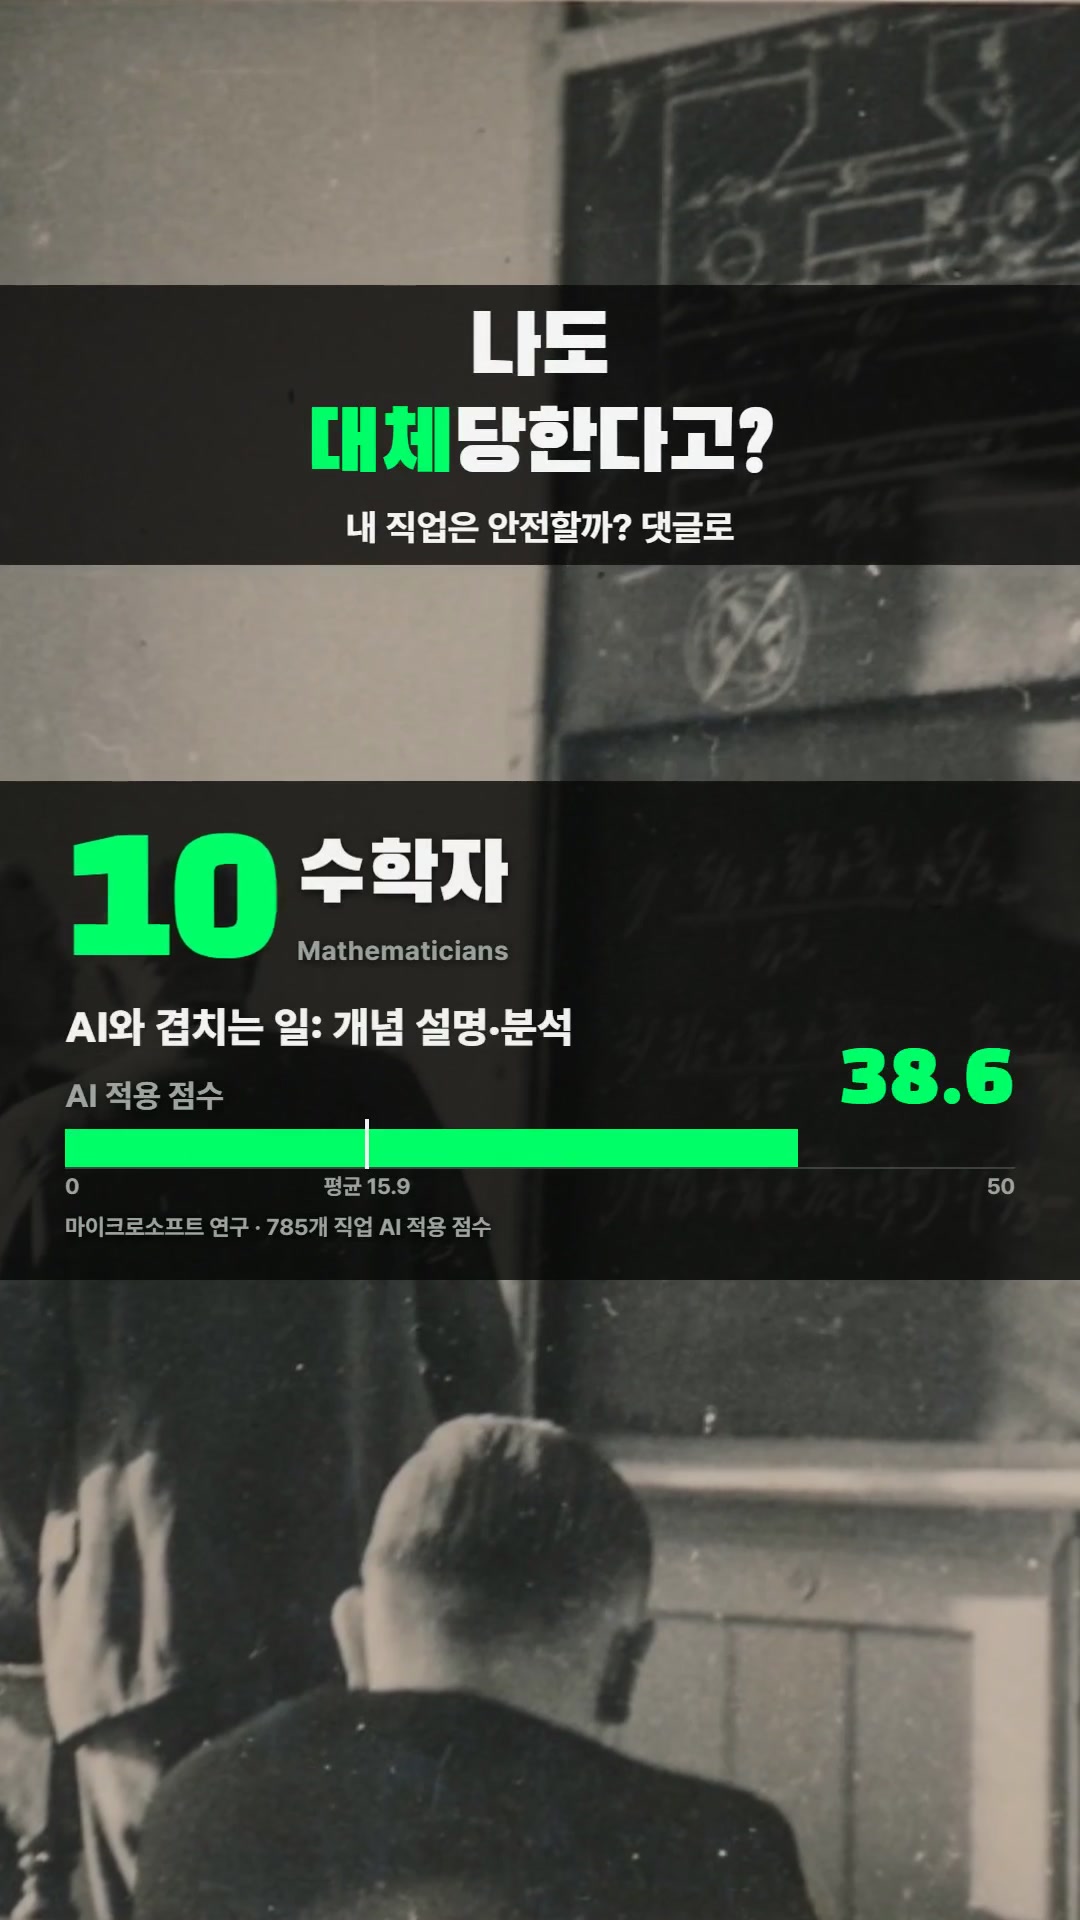 나도
대체당한다고?
내 직업은 안전할까? 댓글로
10 수학자
Mathematicians
AI와 겹치는 일: 개념 설명·분석
38.6
AI 적용 점수
0 평균 15.9 50
마이크로소프트 연구 · 785개 직업 AI 적용 점수